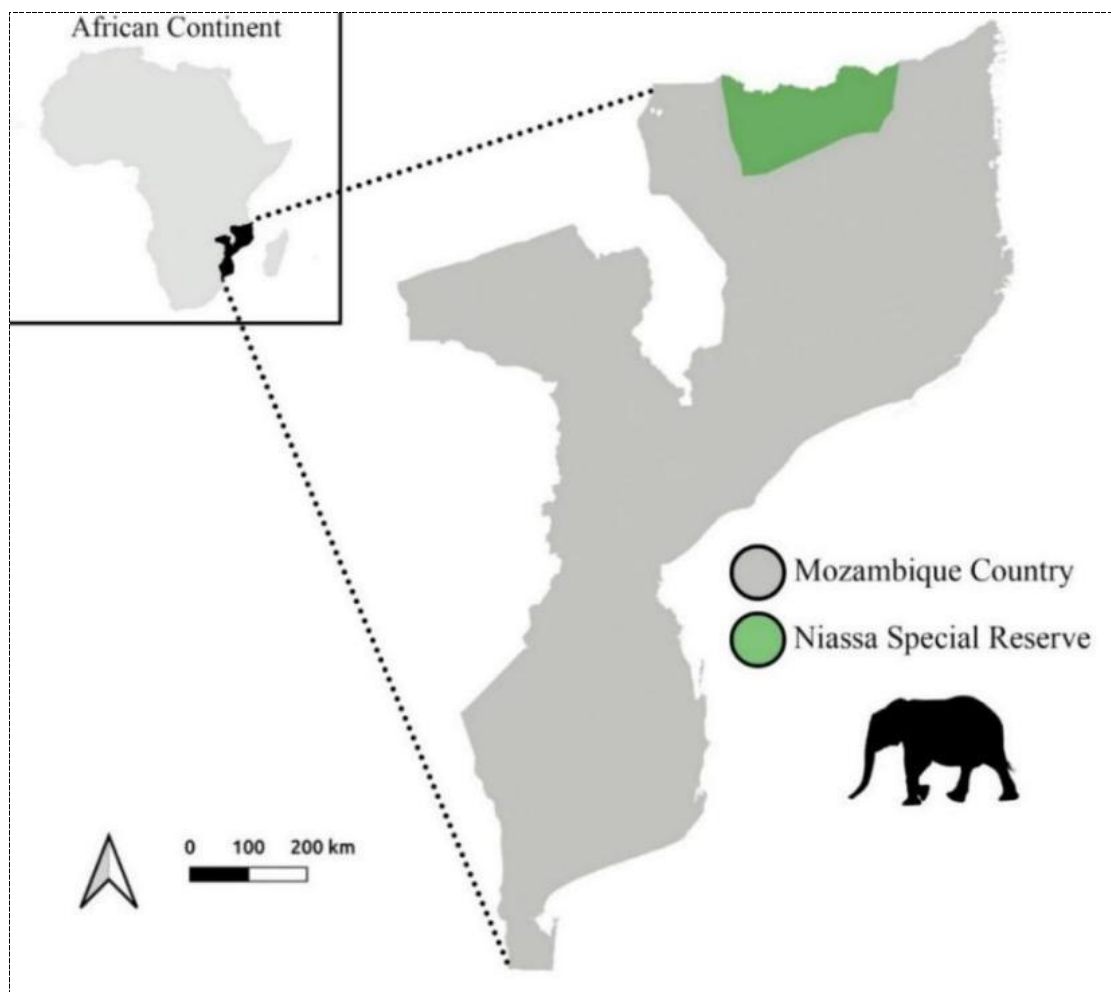 African Continent
Mozambique Country
Niassa Special Reserve
0 100 200 km